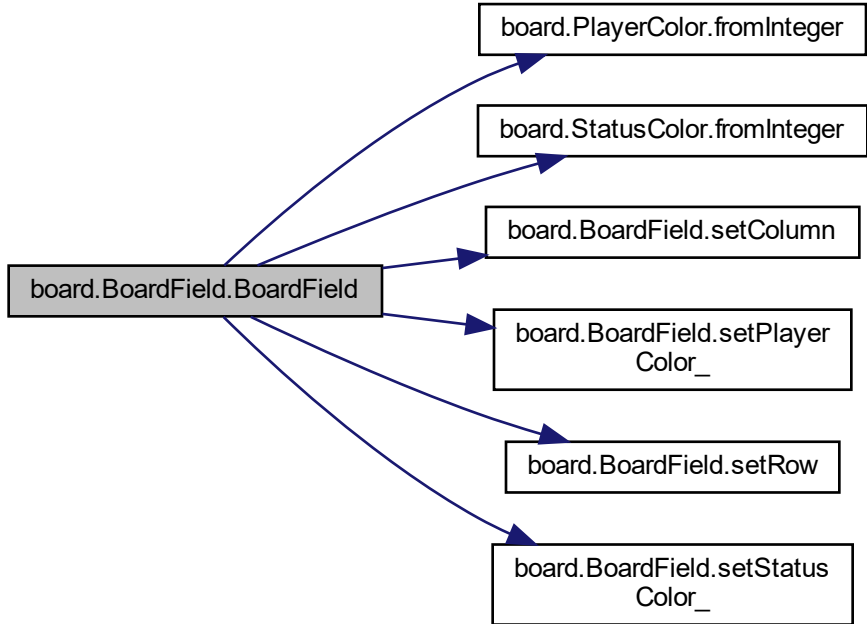 board.PlayerColor.fromInteger
board.StatusColor.fromInteger
board.BoardField.setColumn
board.BoardField.BoardField
board.BoardField.setPlayer
Color_
board.BoardField.setRow
board.BoardField.setStatus
Color_